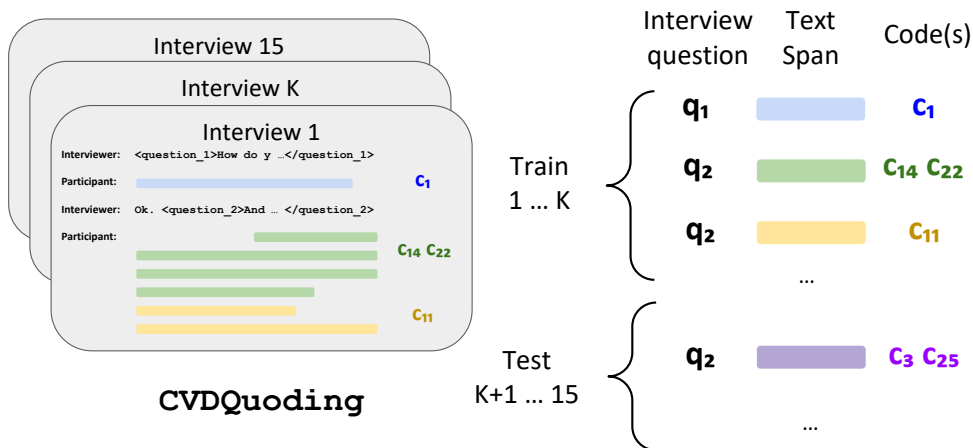 Interview 15
Interview K
Interview 1
Interviewer: <question_1>How do y …</question_1>
Participant: c₁
Interviewer: Ok. <question_2>And … </question_2>
Participant:
c₁₄ c₂₂
c₁₁
CVDQuoding
Interview question
Text Span
Code(s)
Train
1 … K
q₁ c₁
q₂ c₁₄ c₂₂
q₂ c₁₁
…
Test
K+1 … 15
q₂ c₃ c₂₅
…